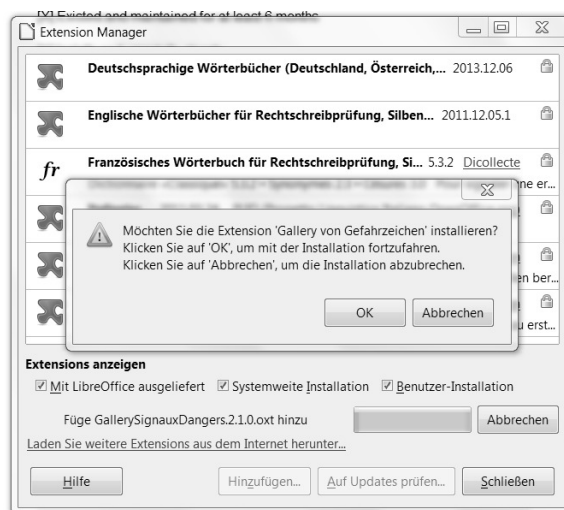 [Y] Existed and maintained for at least 6 months
Extension Manager
Deutschsprachige Wörterbücher (Deutschland, Österreich,... 2013.12.06
Englische Wörterbücher für Rechtschreibprüfung, Silben... 2011.12.05.1
fr Französisches Wörterbuch für Rechtschreibprüfung, Si... 5.3.2 Dicollecte
ne er...
Möchten Sie die Extension 'Gallery von Gefahrzeichen' installieren?
Klicken Sie auf 'OK', um mit der Installation fortzufahren.
Klicken Sie auf 'Abbrechen', um die Installation abzubrechen.
en ber...
OK Abbrechen
u erst...
Extensions anzeigen
Mit LibreOffice ausgeliefert Systemweite Installation Benutzer-Installation
Füge GallerySignauxDangers.2.1.0.oxt hinzu Abbrechen
Laden Sie weitere Extensions aus dem Internet herunter...
Hilfe Hinzufügen... Auf Updates prüfen... Schließen